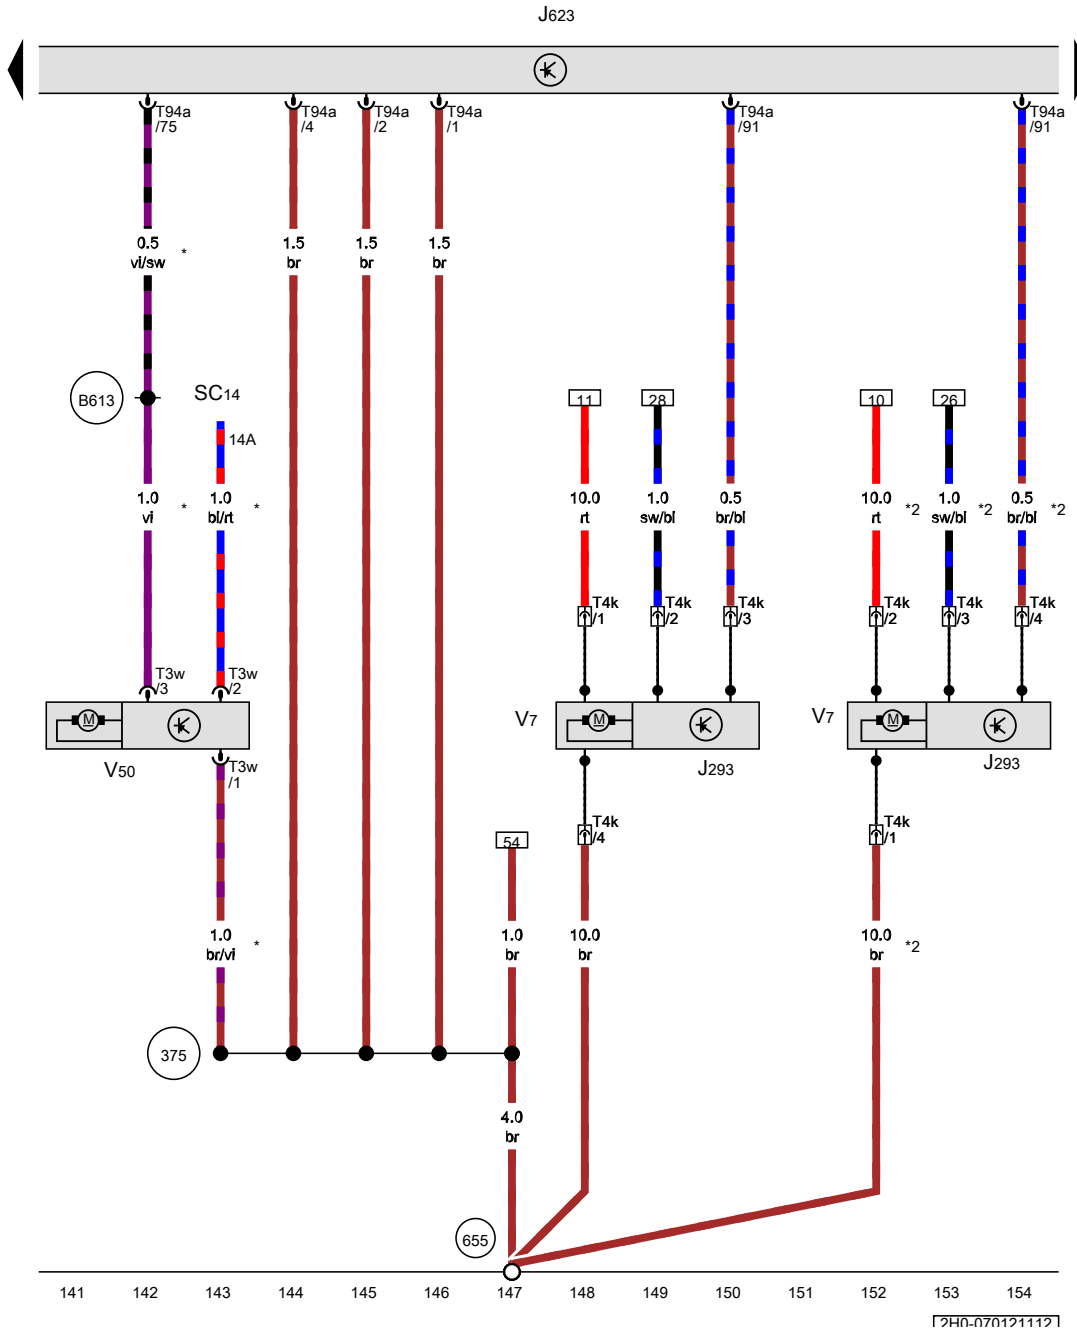 J623
T94a
/75
T94a
/4
T94a
/2
T94a
/1
T94a
/91
T94a
/91
0.5
vi/sw
*
1.5
br
1.5
br
1.5
br
B613
SC14
14A
11
28
10
26
1.0
vi
*
1.0
bl/rt
*
10.0
rt
1.0
sw/bl
0.5
br/bl
10.0
rt
*2
1.0
sw/bl
*2
0.5
br/bl
*2
T4k
/1
T4k
/2
T4k
/3
T4k
/2
T4k
/3
T4k
/4
T3w
/3
T3w
/2
M
V7
M
V7
M
V50
J293
J293
T3w
/1
54
T4k
/4
T4k
/1
1.0
br/vi
*
1.0
br
10.0
br
10.0
br
*2
375
4.0
br
655
141 142 143 144 145 146 147 148 149 150 151 152 153 154
2H0-070121112